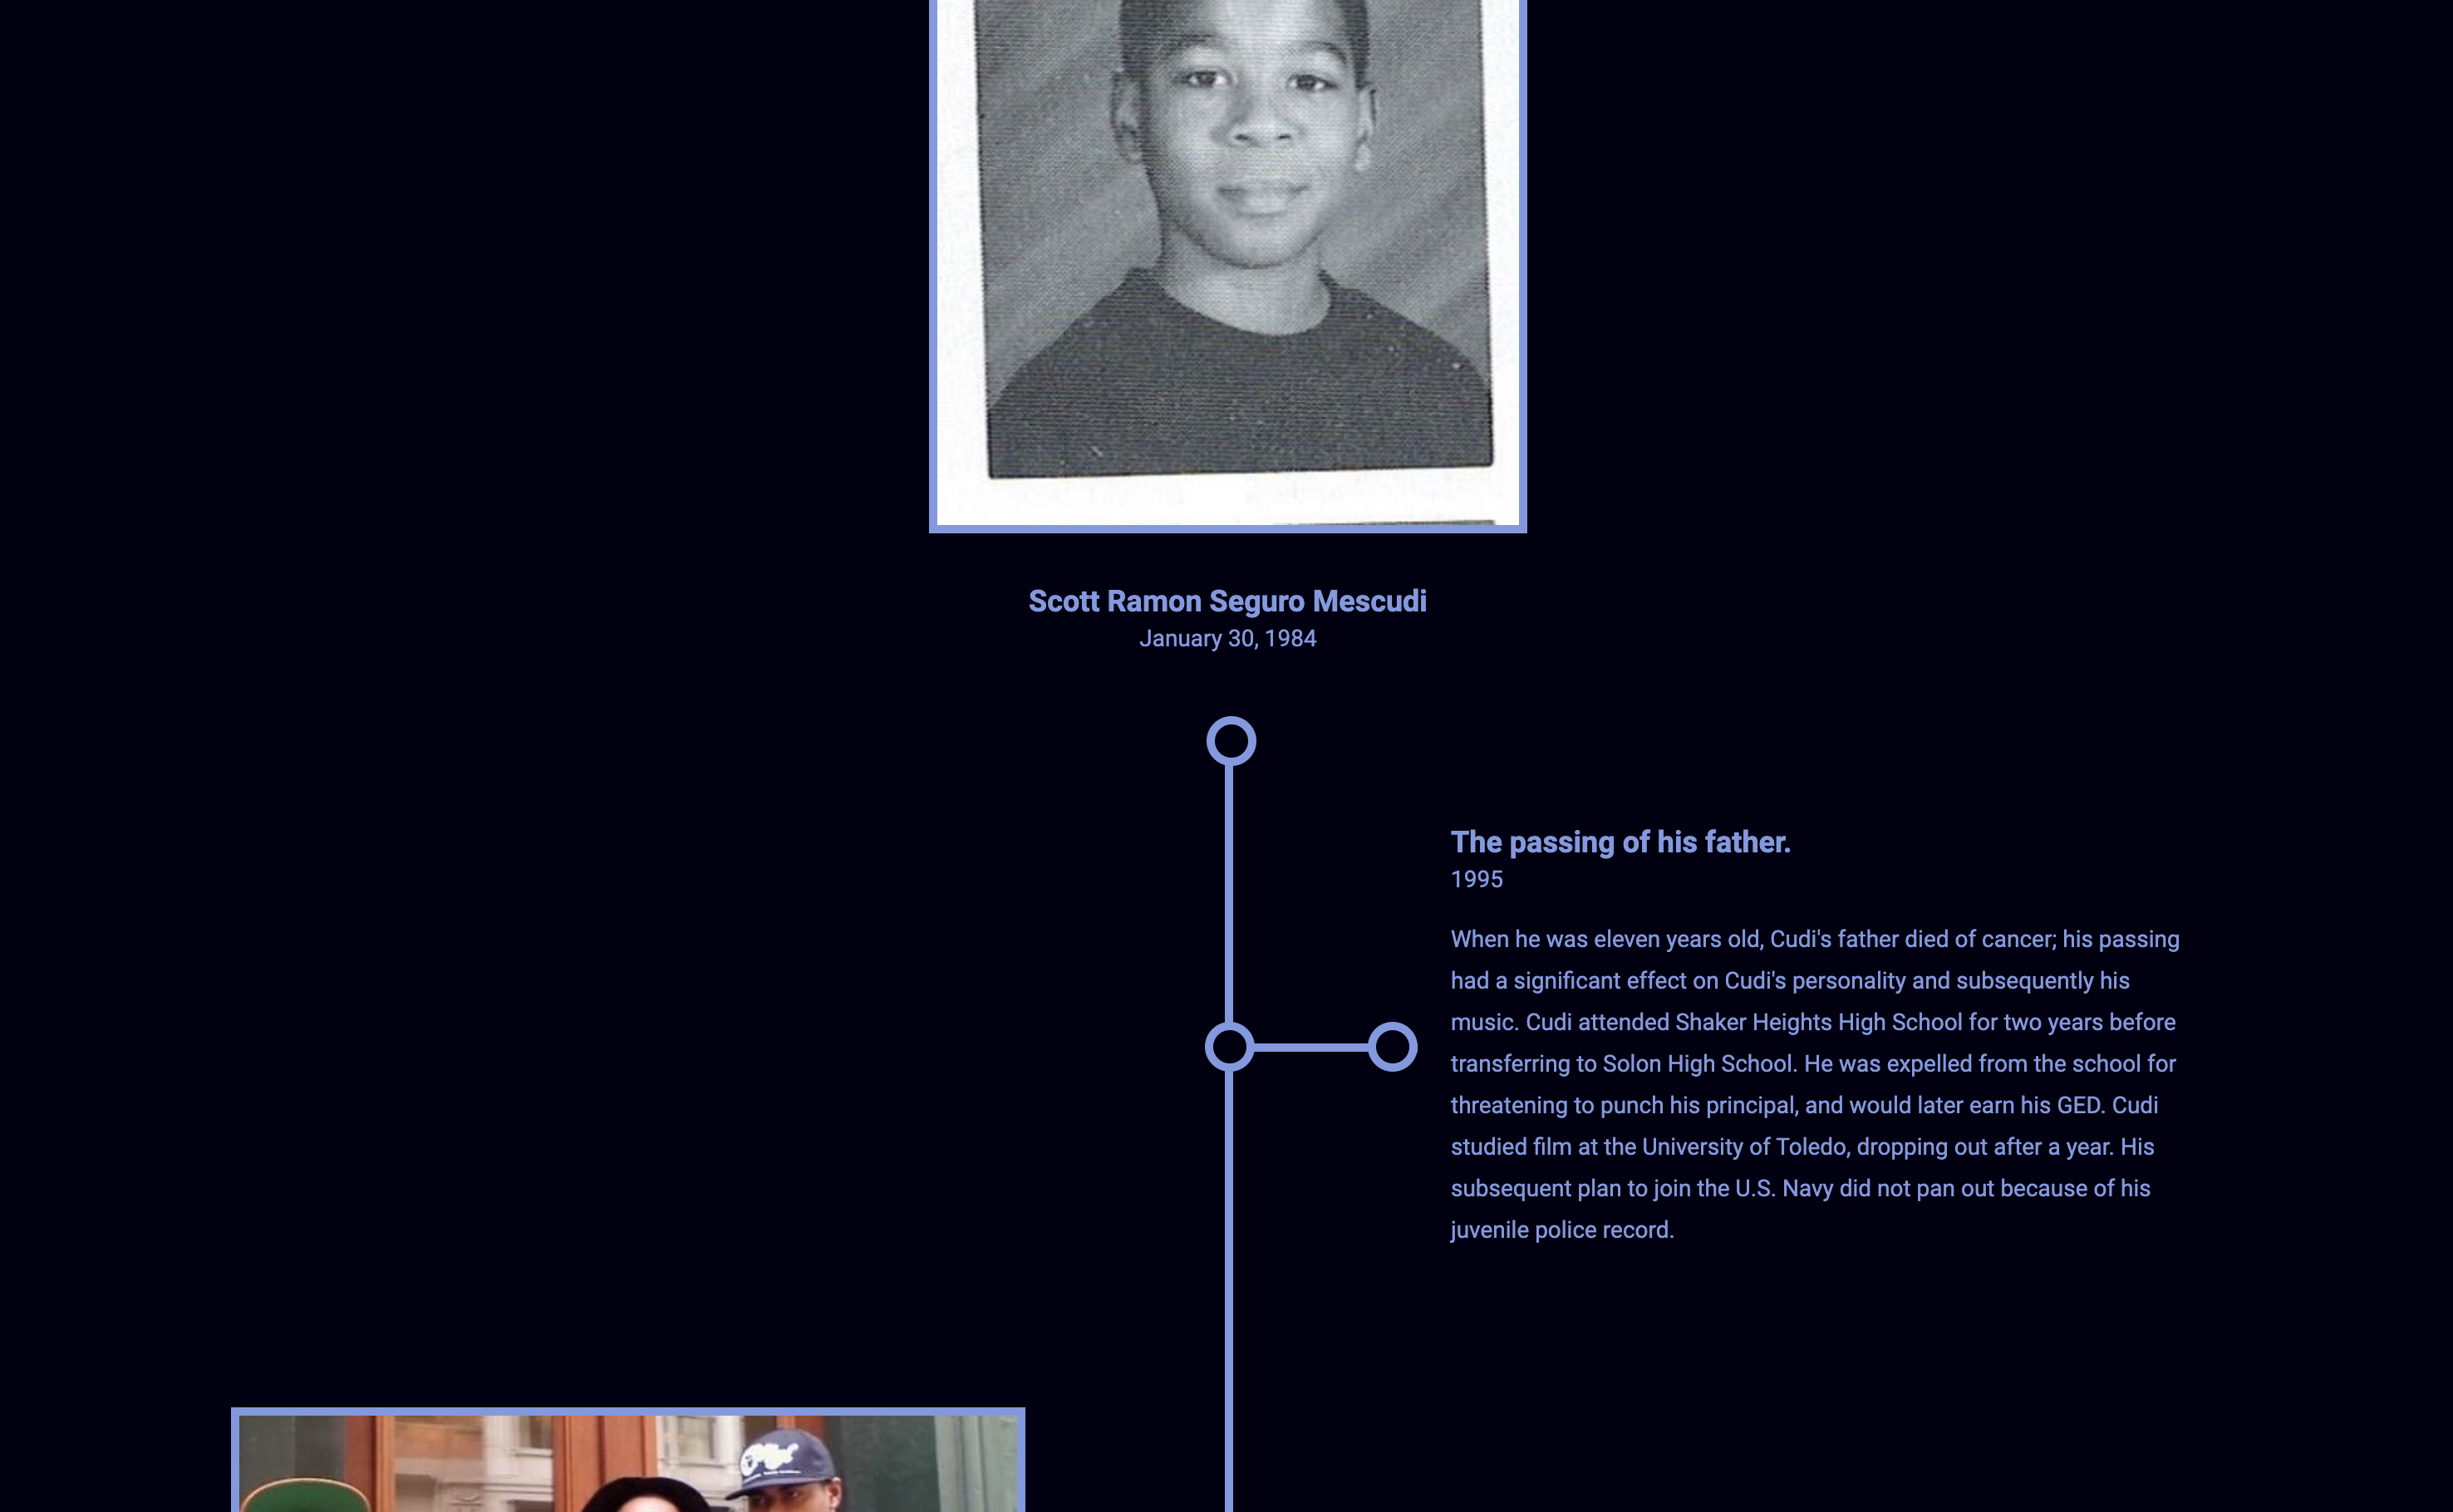 Scott Ramon Seguro Mescudi
January 30, 1984
The passing of his father.
1995
When he was eleven years old, Cudi's father died of cancer; his passing
had a significant effect on Cudi's personality and subsequently his
music. Cudi attended Shaker Heights High School for two years before
transferring to Solon High School. He was expelled from the school for
threatening to punch his principal, and would later earn his GED. Cudi
studied film at the University of Toledo, dropping out after a year. His
subsequent plan to join the U.S. Navy did not pan out because of his
juvenile police record.